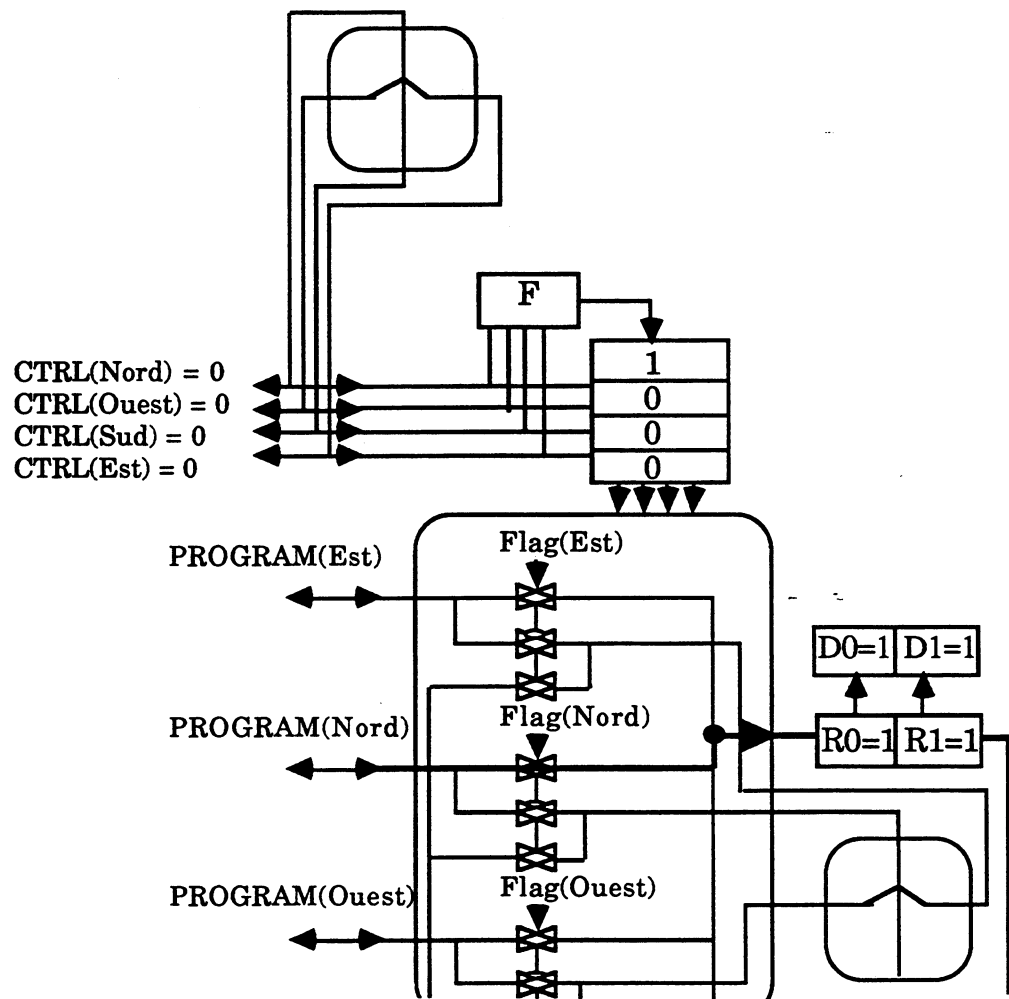 F
1
CTRL(Nord) = 0
0
CTRL(Ouest) = 0
0
CTRL(Sud) = 0
0
CTRL(Est) = 0
Flag(Est)
PROGRAM(Est)
D0=1 D1=1
Flag(Nord)
PROGRAM(Nord)
R0=1 R1=1
Flag(Ouest)
PROGRAM(Ouest)